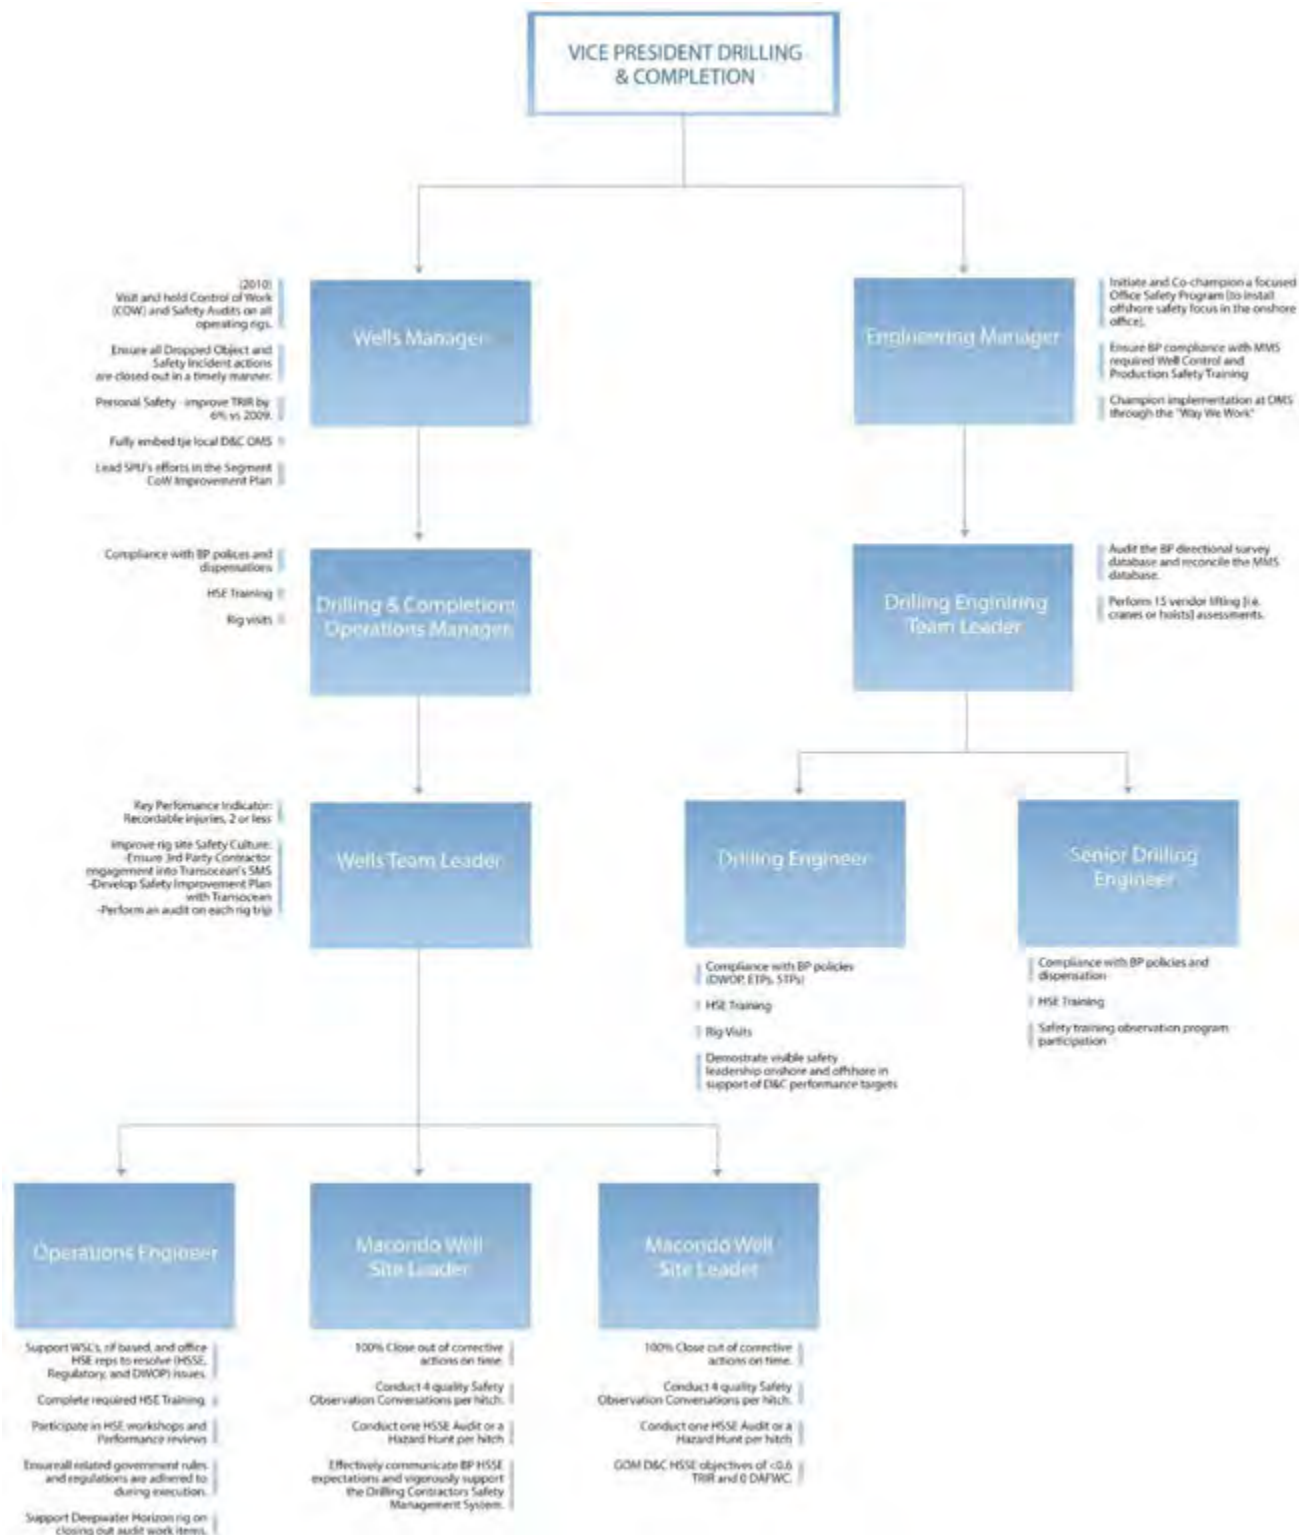 VICE PRESIDENT DRILLING
& COMPLETION
(2010)
Visit and hold Control of Work
(COW) and Safety Audits on all
operating rigs.
Ensure all Dropped Object and
Safety Incident actions
are closed out in a timely manner.
Personal Safety - improve TRIR by
6% vs 2009.
Fully embed tje local D&C OMS
Lead SPU's efforts in the Segment
CoW Improvement Plan
Wells Manager
Engineering Manager
Initiate and Co-champion a focused
Office Safety Program [to install
offshore safety focus in the onshore
office].
Ensure BP compliance with MMS
required Well Control and
Production Safety Training
Champion implementation at OMS
through the "Way We Work"
Compliance with BP polices and
dispensations
HSE Training
Rig visits
Drilling & Completions
Operations Manager
Drilling Enginiring
Team Leader
Audit the BP directional survey
database and reconcile the MMS
database.
Perform 15 vendor lifting [i.e.
cranes or hoists] assessments.
Key Perfomance Indicator:
Recordable injuries, 2 or less
Improve rig site Safety Culture:
-Ensure 3rd Party Contractor
engagement into Transocean's SMS
-Develop Safety Improvement Plan
with Transocean
-Perform an audit on each rig trip
Wells Team Leader
Drilling Engineer
Senior Drilling
Engineer
Compliance with BP policies
(DWOP, ETPs, STPs)
HSE Training
Rig Visits
Demostrate visible safety
leadership onshore and offshore in
support of D&C performance targets
Compliance with BP policies and
dispensation
HSE Training
Safety training observation program
participation
Operations Engineer
Macondo Well
Site Leader
Macondo Well
Site Leader
Support WSL's, rif based, and office
HSE reps to resolve (HSSE,
Regulatory, and DWOP) issues.
Complete required HSE Training
Participate in HSE workshops and
Performance reviews
Ensureall related government rules
and regulations are adhered to
during execution.
Support Deepwater Horizon rig on
closing out audit work items.
100% Close out of corrective
actions on time.
Conduct 4 quality Safety
Observation Conversations per hitch.
Conduct one HSSE Audit or a
Hazard Hunt per hitch
Effectively communicate BP HSSE
expectations and vigorously support
the Drilling Contractors Safety
Management System.
100% Close out of corrective
actions on time.
Conduct 4 quality Safety
Observation Conversations per hitch.
Conduct one HSSE Audit or a
Hazard Hunt per hitch
GOM D&C HSSE objectives of <0.6
TRIR and 0 DAFWC.